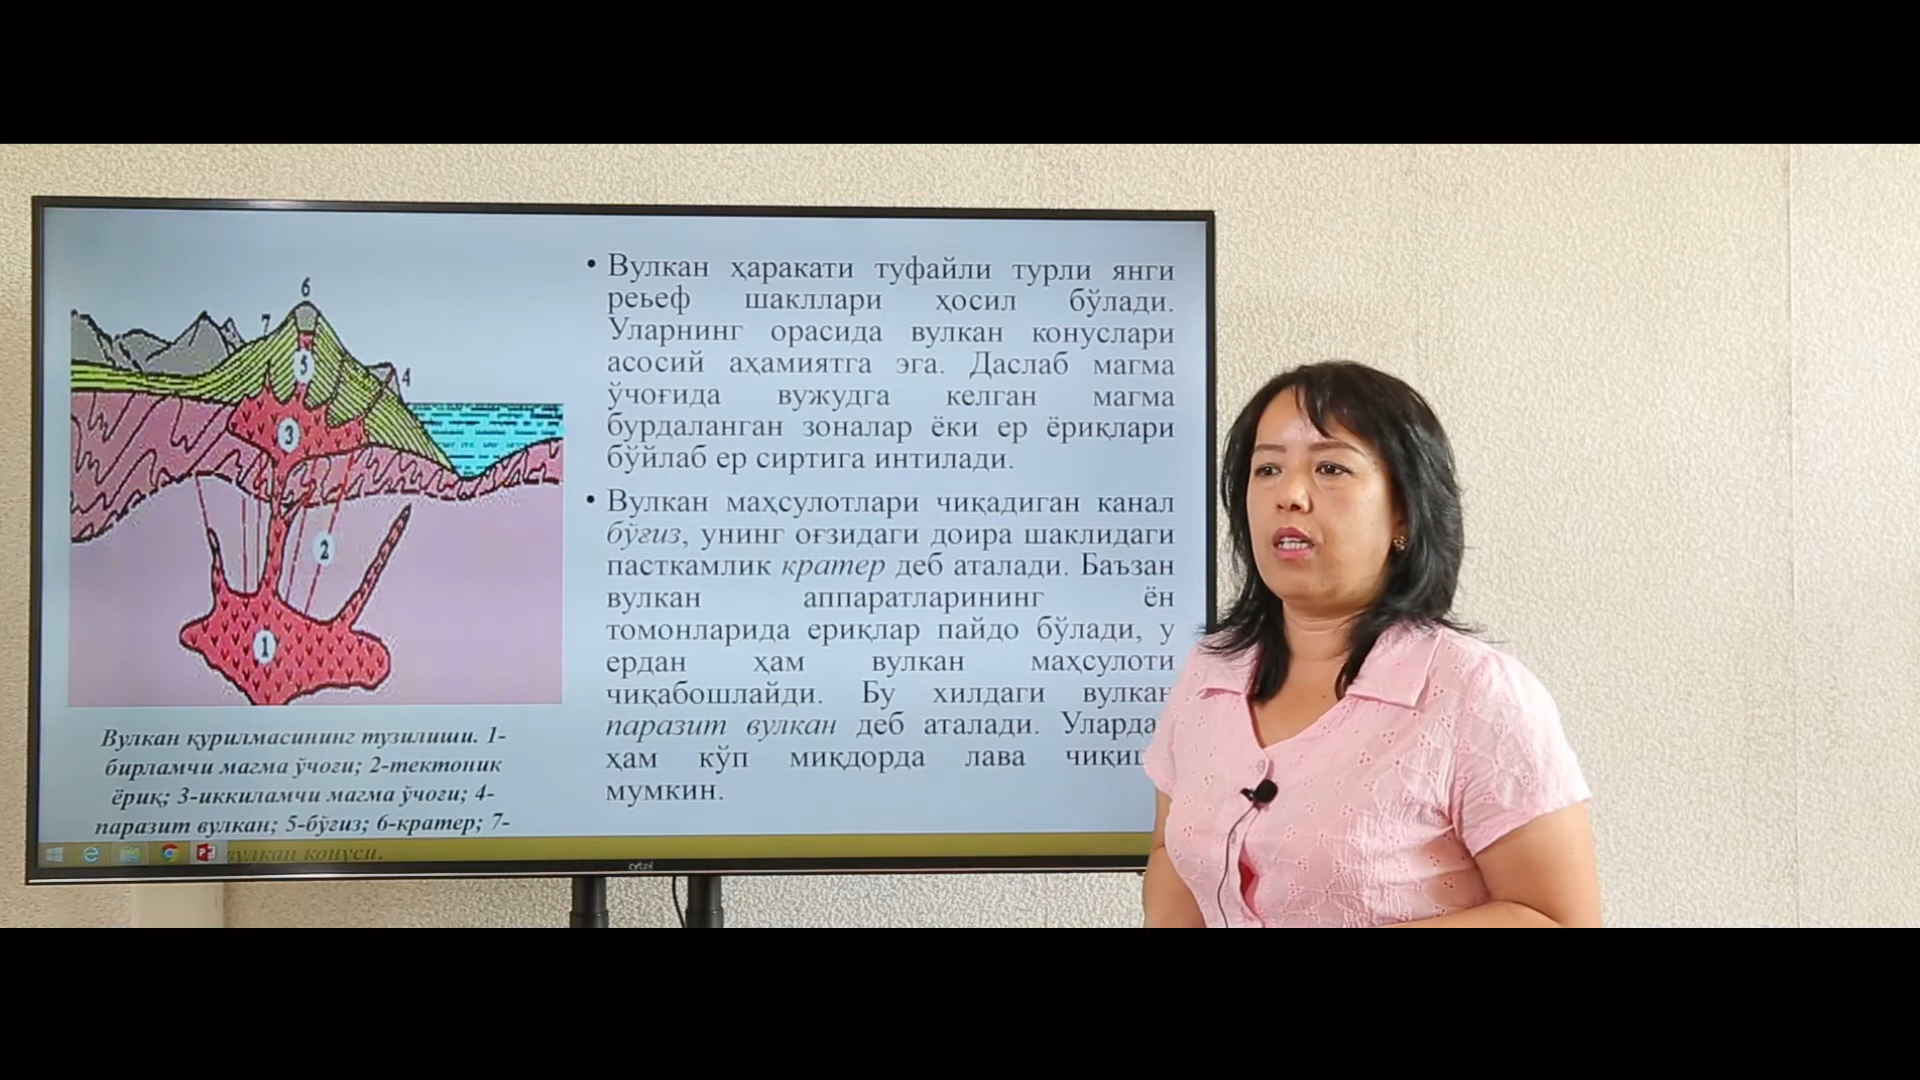 6
7
5
4
3
2
1
Вулкан қурилмасининг тузилиши. 1-
бирламчи магма ўчоғи; 2-тектоник
ёриқ; 3-иккиламчи магма ўчоғи; 4-
паразит вулкан; 5-бўғиз; 6-кратер; 7-
вулкан конуси.
• Вулкан ҳаракати туфайли турли янги
реьеф шакллари ҳосил бўлади.
Уларнинг орасида вулкан конуслари
асосий аҳамиятга эга. Даслаб магма
ўчоғида вужудга келган магма
бурдаланган зоналар ёки ер ёриқлари
бўйлаб ер сиртига интилади.
• Вулкан маҳсулотлари чиқадиган канал
бўғиз, унинг оғзидаги доира шаклидаги
пасткамлик кратер деб аталади. Баъзан
вулкан аппаратларининг ён
томонларида ериқлар пайдо бўлади, у
ердан ҳам вулкан маҳсулоти
чиқабошлайди. Бу хилдаги вулкан
паразит вулкан деб аталади.
ҳам кўп миқдорда лава
мумкин.